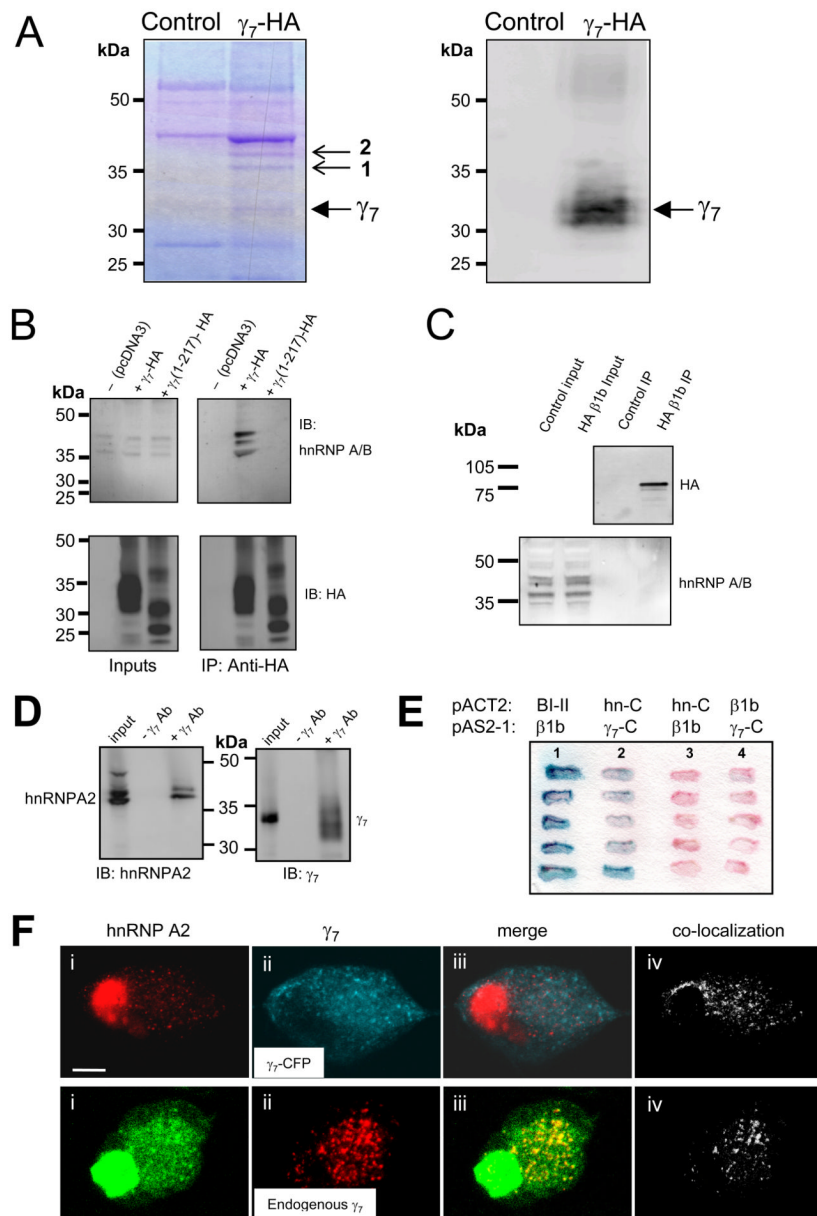 A
Control γ7-HA
kDa
50
35
30
25
2
1
γ7
Control γ7-HA
kDa
50
35
30
25
γ7
B
– (pcDNA3)
+ γ7-HA
+ γ7(1-217)- HA
– (pcDNA3)
+ γ7-HA
+ γ7(1-217)-HA
kDa
50
35
30
25
IB:
hnRNP A/B
50
35
30
25
IB: HA
Inputs
IP: Anti-HA
C
Control input
HA β1b Input
Control IP
HA β1b IP
kDa
105
75
HA
50
35
hnRNP A/B
D
input
- γ7 Ab
+ γ7 Ab
kDa
input
- γ7 Ab
+ γ7 Ab
hnRNPA2
50
35
30
γ7
IB: hnRNPA2
IB: γ7
E
pACT2: BI-II hn-C hn-C β1b
pAS2-1: β1b γ7-C β1b γ7-C
1 2 3 4
F
hnRNP A2 γ7 merge co-localization
i ii iii iv
γ7-CFP
i ii iii iv
Endogenous γ7